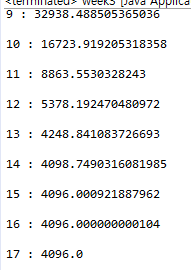 <terminated> week3 [Java Applica
9 : 32938.488505365036
10 : 16723.919205318358
11 : 8863.5530328243
12 : 5378.192470480972
13 : 4248.841083726693
14 : 4098.7490316081985
15 : 4096.000921887962
16 : 4096.000000000104
17 : 4096.0